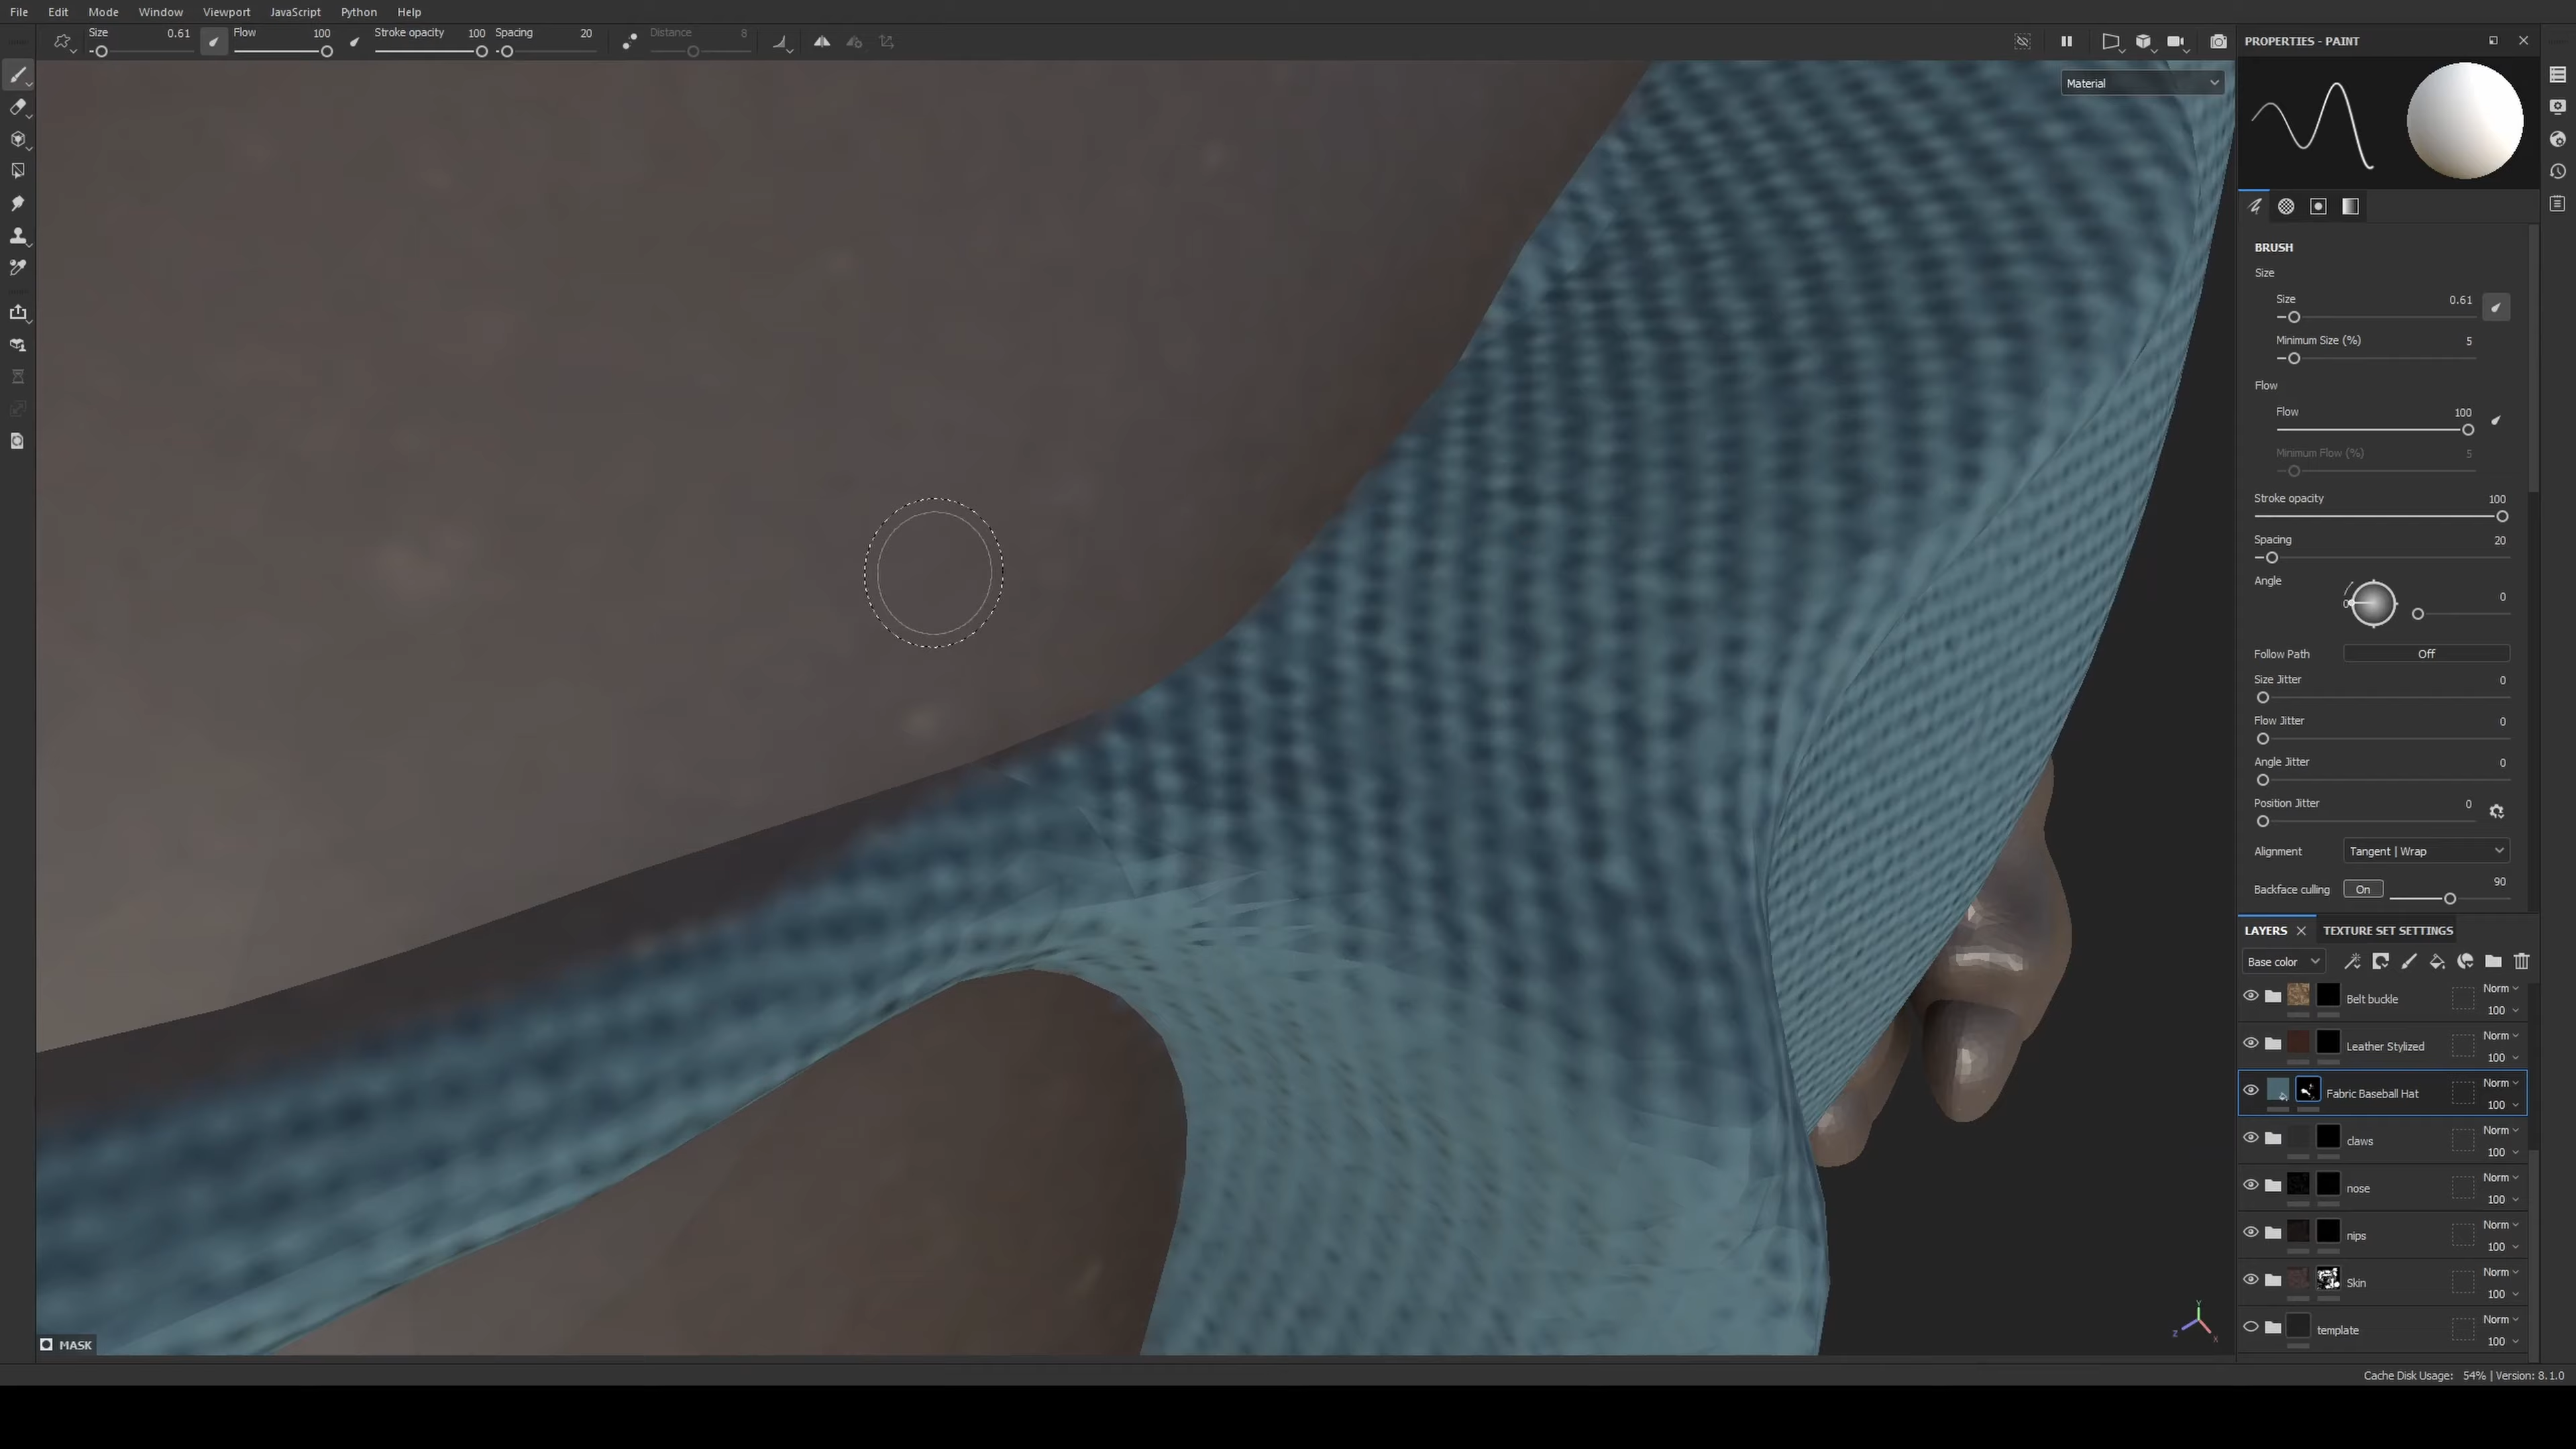 File Edit Mode Window Viewport JavaScript Python Help
Size 0.61 Flow 100 Stroke opacity 100 Spacing 20 Distance 8
Material
MASK
Y
Z X
PROPERTIES - PAINT
BRUSH
Size
Size 0.61
Minimum Size (%) 5
Flow
Flow 100
Minimum Flow (%) 5
Stroke opacity 100
Spacing 20
Angle
0 0
Follow Path Off
Size Jitter 0
Flow Jitter 0
Angle Jitter 0
Position Jitter 0
Alignment Tangent | Wrap
Backface culling On 90
LAYERS TEXTURE SET SETTINGS
Base color
Belt buckle Norm
100
Leather Stylized Norm
100
Fabric Baseball Hat Norm
100
claws Norm
100
nose Norm
100
nips Norm
100
Skin Norm
100
template Norm
100
Cache Disk Usage: 54% | Version: 8.1.0